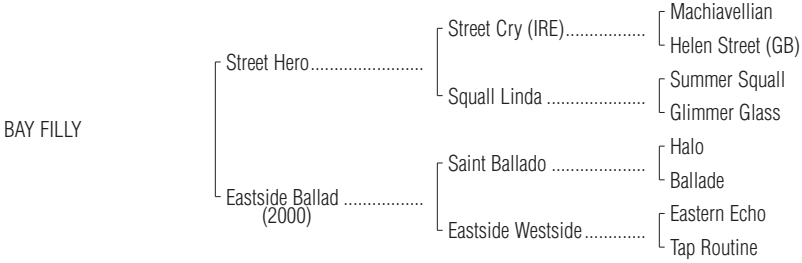 Machiavellian
Street Cry (IRE)................
Helen Street (GB)
Street Hero.......................
Summer Squall
Squall Linda ....................
Glimmer Glass
BAY FILLY
Halo
Saint Ballado ...................
Ballade
Eastside Ballad ................
(2000)
Eastern Echo
Eastside Westside.............
Tap Routine